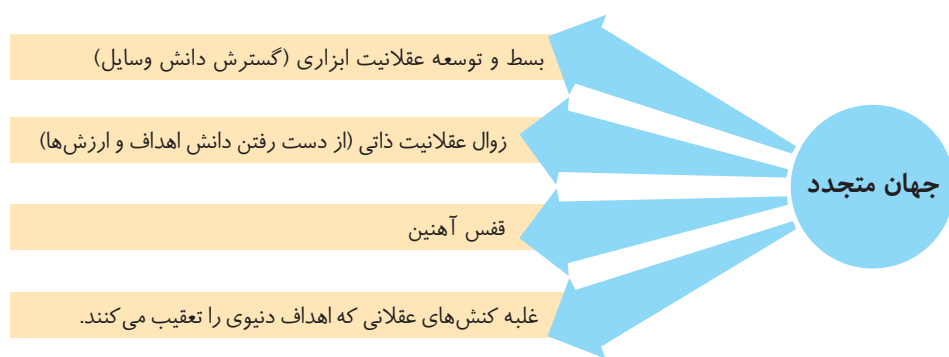 جهان متجدد
بسط و توسعه عقلانیت ابزاری (گسترش دانش وسایل)
زوال عقلانیت ذاتی (از دست رفتن دانش اهداف و ارزش‌ها)
قفس آهنین
غلبه کنش‌های عقلانی که اهداف دنیوی را تعقیب می‌کنند.